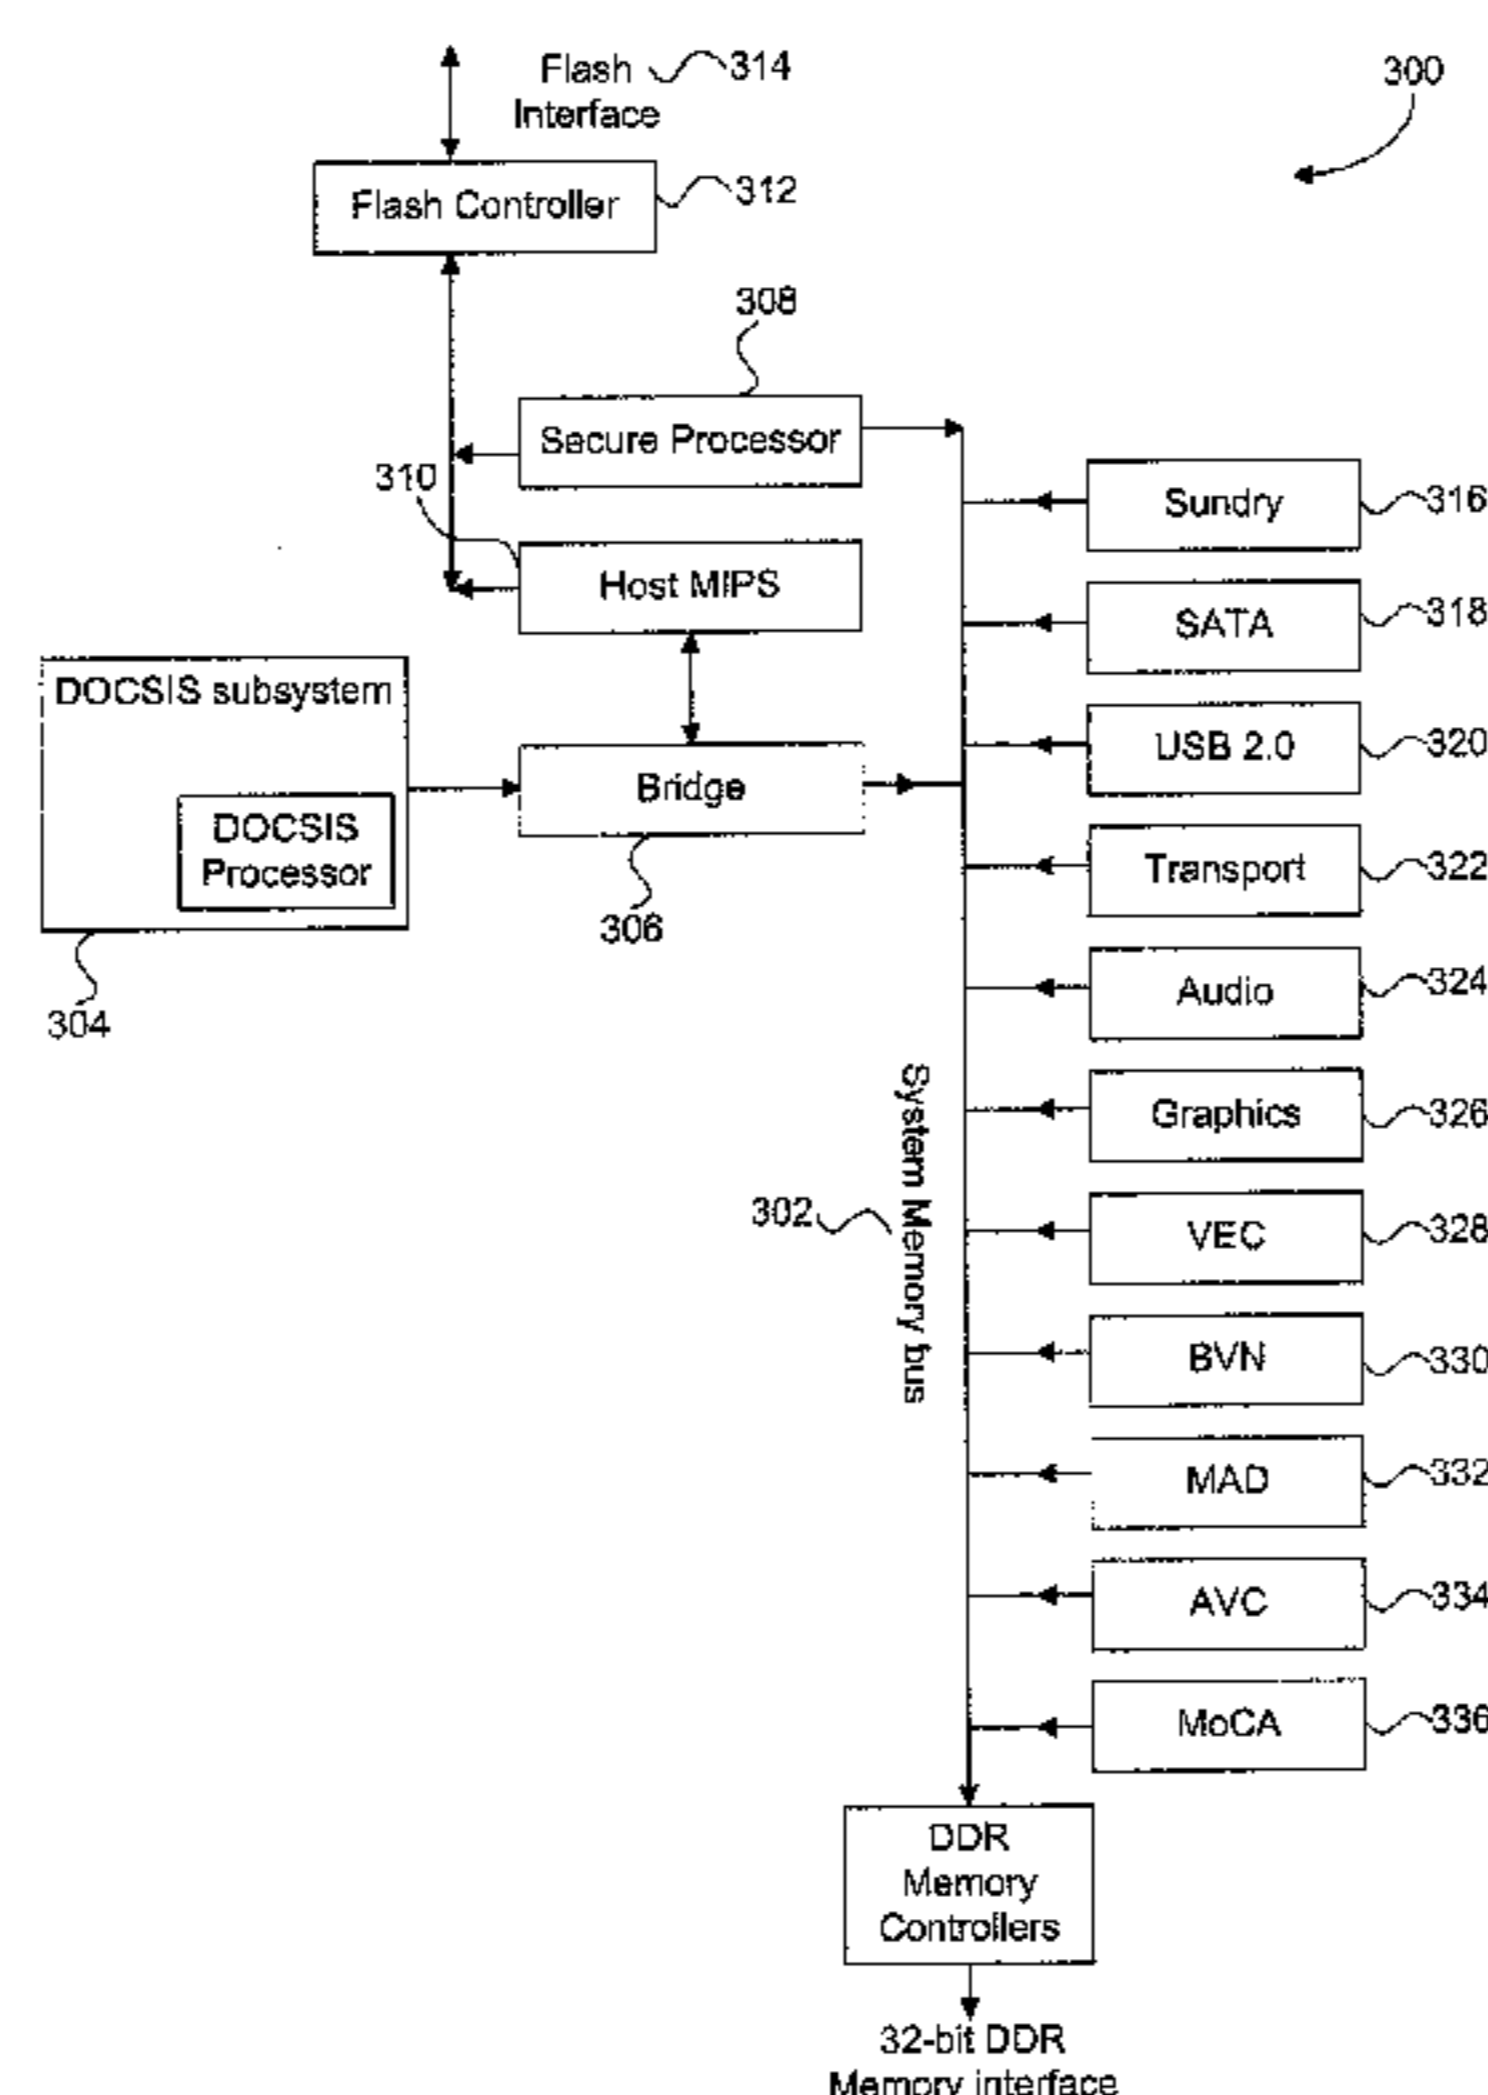 Flash
Interface
314
300
Flash Controller
312
308
Secure Processor
310
Host MIPS
DOCSIS subsystem
DOCSIS
Processor
304
Bridge
306
System Memory bus
302
Sundry
316
SATA
318
USB 2.0
320
Transport
322
Audio
324
Graphics
326
VEC
328
BVN
330
MAD
332
AVC
334
MoCA
336
DDR
Memory
Controllers
32-bit DDR
Memory interface